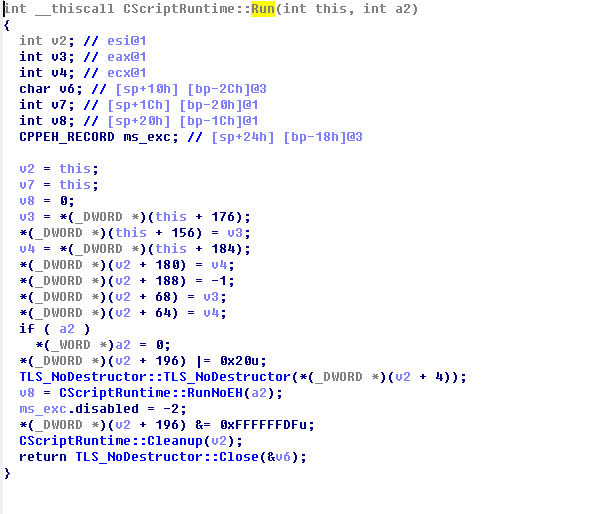 int __thiscall CScriptRuntime::Run(int this, int a2)
{
int v2; // esi@1
int v3; // eax@1
int v4; // ecx@1
char v6; // [sp+10h] [bp-2Ch]@3
int v7; // [sp+1Ch] [bp-20h]@1
int v8; // [sp+20h] [bp-1Ch]@1
CPPEH_RECORD ms_exc; // [sp+24h] [bp-18h]@3
v2 = this;
v7 = this;
v8 = 0;
v3 = *(_DWORD *)(this + 176);
*(_DWORD *)(this + 156) = v3;
v4 = *(_DWORD *)(this + 184);
*(_DWORD *)(v2 + 180) = v4;
*(_DWORD *)(v2 + 188) = -1;
*(_DWORD *)(v2 + 68) = v3;
*(_DWORD *)(v2 + 64) = v4;
if ( a2 )
*(_WORD *)a2 = 0;
*(_DWORD *)(v2 + 196) |= 0x20u;
TLS_NoDestructor::TLS_NoDestructor(*(_DWORD *)(v2 + 4));
v8 = CScriptRuntime::RunNoEH(a2);
ms_exc.disabled = -2;
*(_DWORD *)(v2 + 196) &= 0xFFFFFFDFu;
CScriptRuntime::Cleanup(v2);
return TLS_NoDestructor::Close(&v6);
}